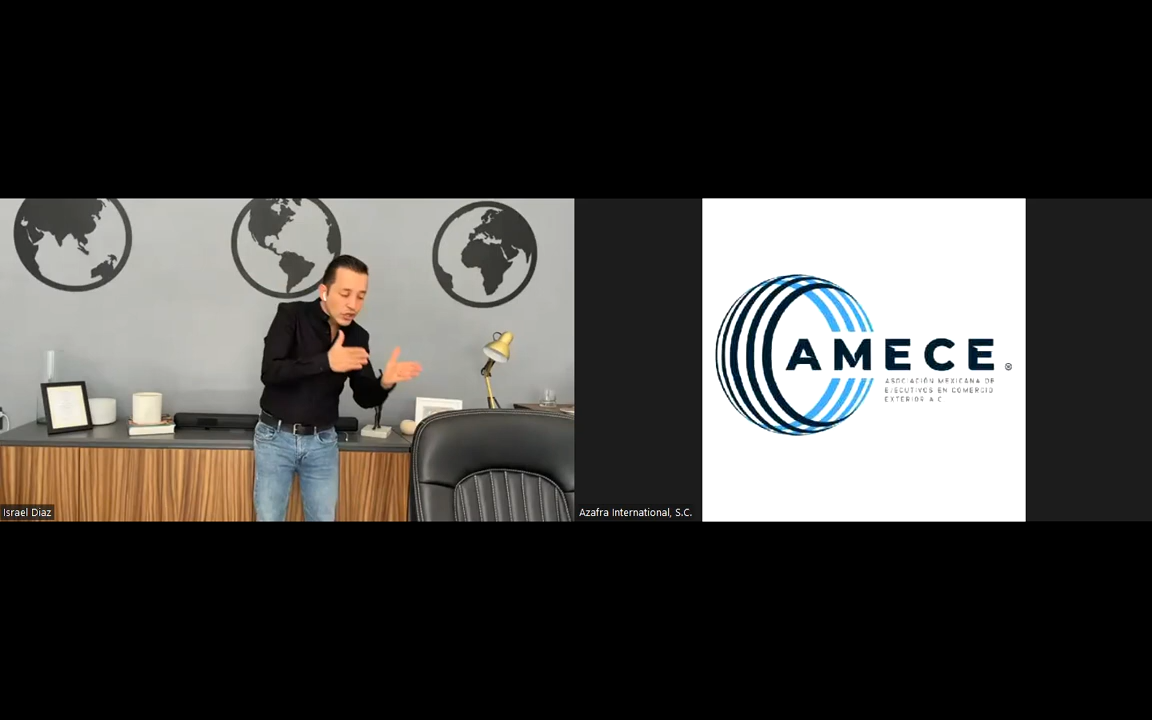 AMECE®
ASOCIACIÓN MEXICANA DE
EJECUTIVOS EN COMERCIO
EXTERIOR A.C.
Israel Diaz
Azafra International, S.C.